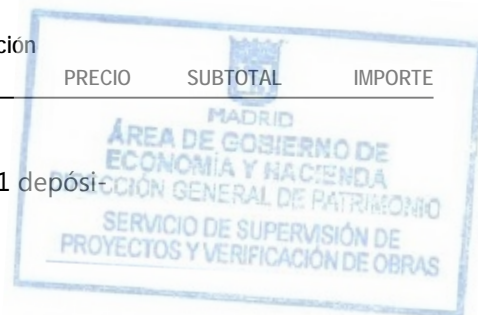 ción
PRECIO SUBTOTAL IMPORTE
MADRID
ÁREA DE GOBIERNO DE
ECONOMÍA Y HACIENDA
1 depósi-
DIRECCIÓN GENERAL DE PATRIMONIO
SERVICIO DE SUPERVISIÓN DE
PROYECTOS Y VERIFICACIÓN DE OBRAS